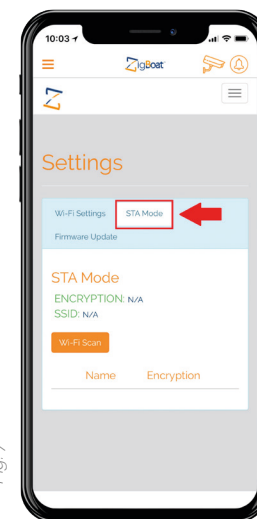 10:03
ZigBoat
Z
Settings
Wi-Fi Settings STA Mode
Firmware Update
STA Mode
ENCRYPTION: N/A
SSID: N/A
Wi-Fi Scan
Name Encryption